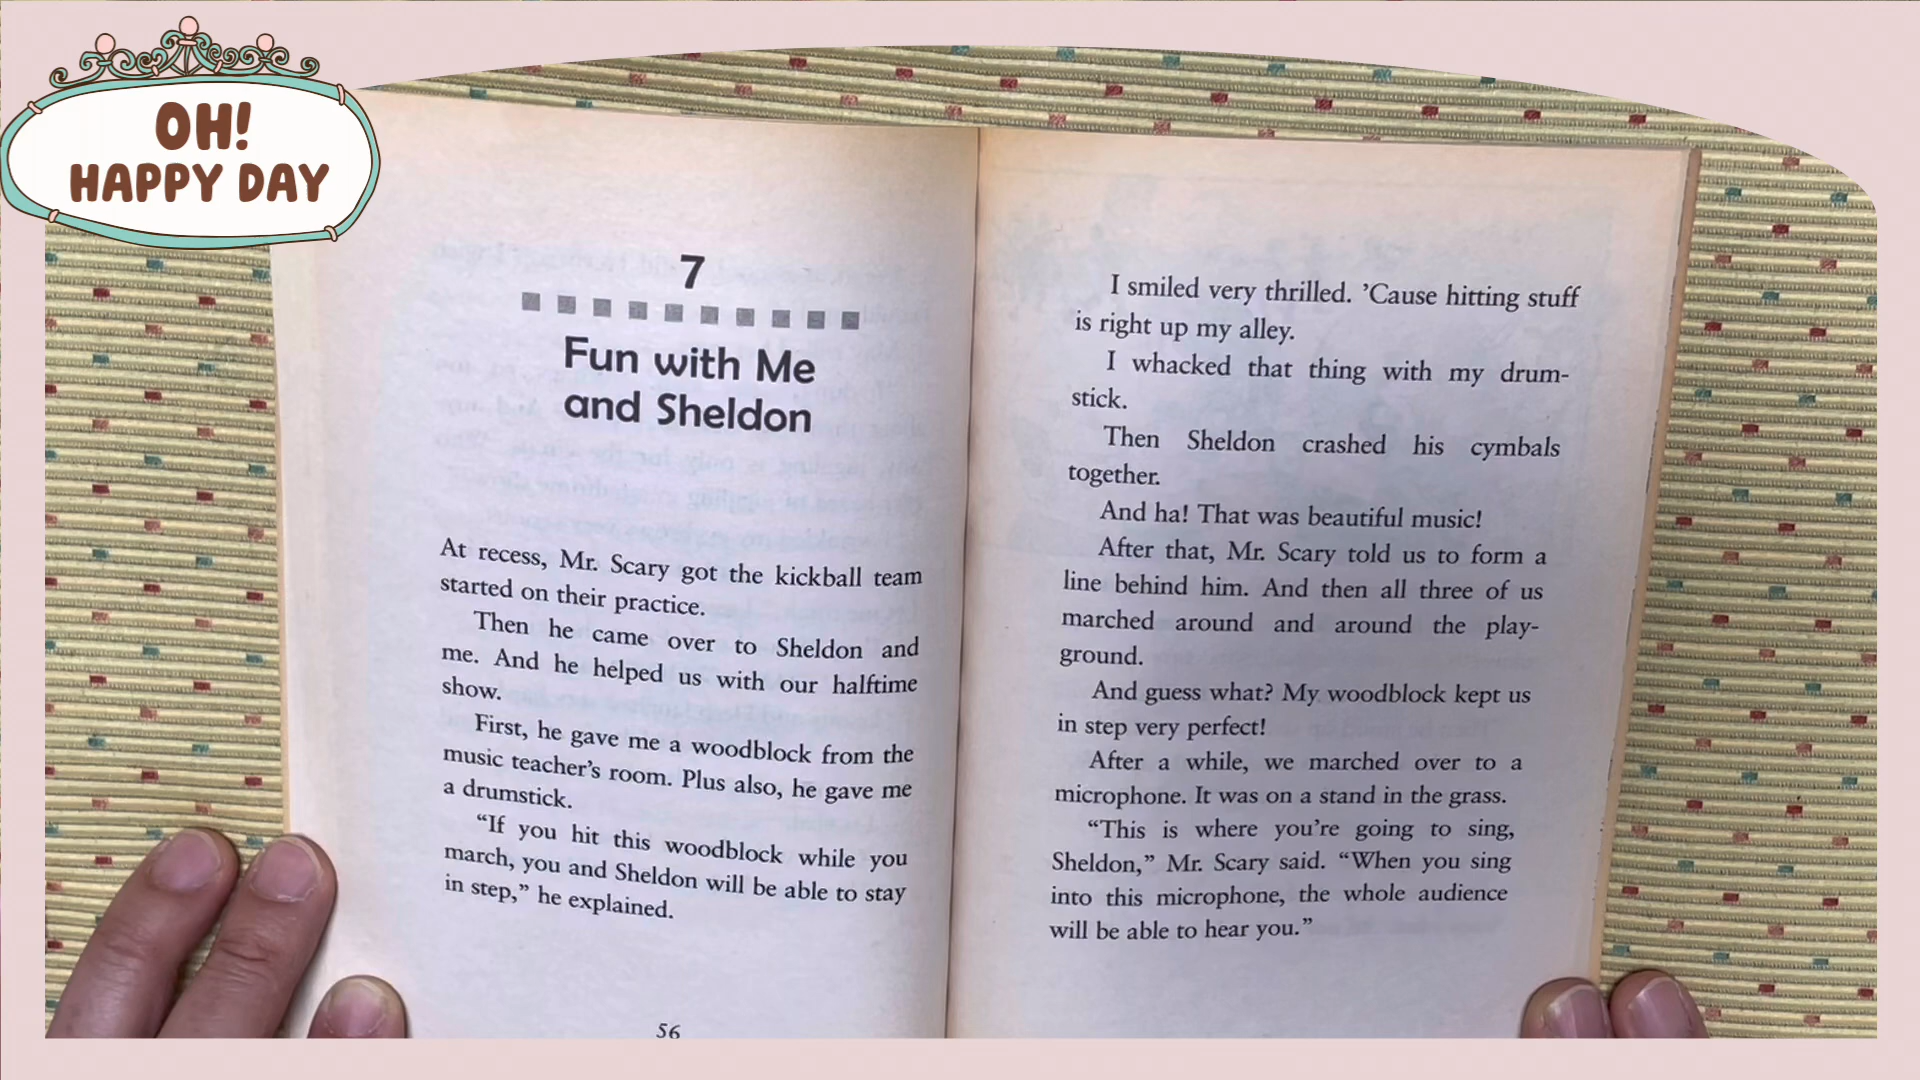 OH!
HAPPY DAY
7
Fun with Me
and Sheldon
At recess, Mr. Scary got the kickball team
started on their practice.
Then he came over to Sheldon and
me. And he helped us with our halftime
show.
First, he gave me a woodblock from the
music teacher’s room. Plus also, he gave me
a drumstick.
“If you hit this woodblock while you
march, you and Sheldon will be able to stay
in step,” he explained.
56
I smiled very thrilled. ’Cause hitting stuff
is right up my alley.
I whacked that thing with my drum-
stick.
Then Sheldon crashed his cymbals
together.
And ha! That was beautiful music!
After that, Mr. Scary told us to form a
line behind him. And then all three of us
marched around and around the play-
ground.
And guess what? My woodblock kept us
in step very perfect!
After a while, we marched over to a
microphone. It was on a stand in the grass.
“This is where you’re going to sing,
Sheldon,” Mr. Scary said. “When you sing
into this microphone, the whole audience
will be able to hear you.”